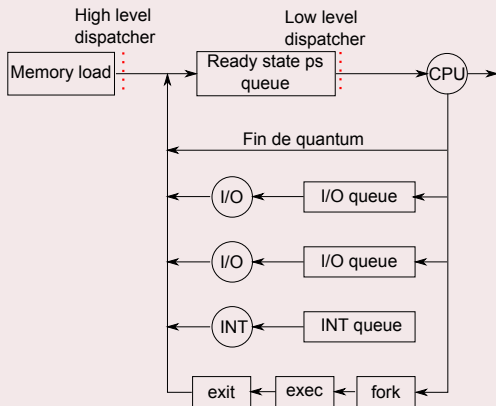 High level
dispatcher
Low level
dispatcher
Memory load
Ready state ps
queue
CPU
Fin de quantum
I/O
I/O queue
I/O
I/O queue
INT
INT queue
exit
exec
fork